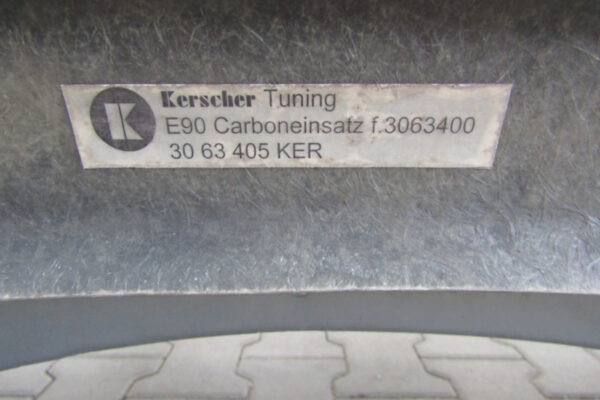 K Kerscher Tuning
E90 Carboneinsatz f.3063400
30 63 405 KER